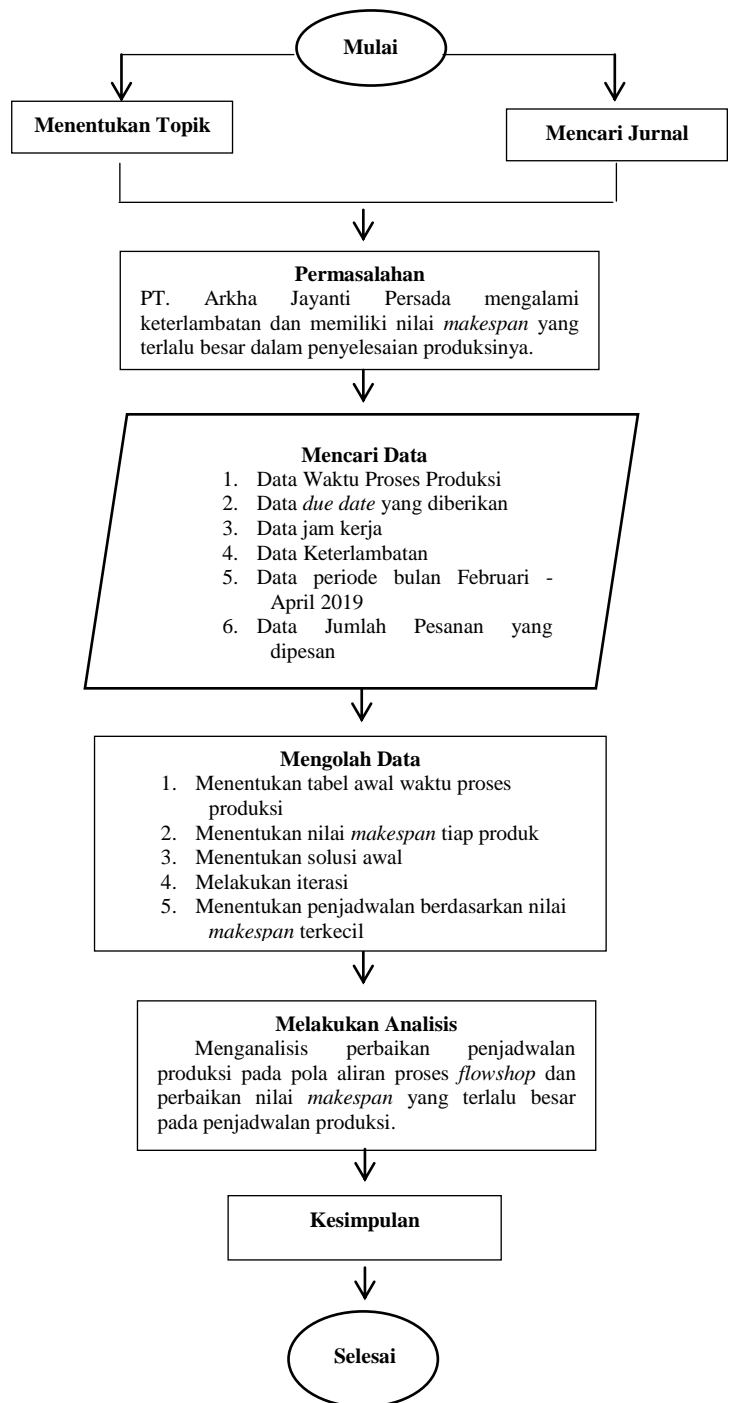 Mulai
Menentukan Topik
Mencari Jurnal
Permasalahan
PT. Arkha Jayanti Persada mengalami
keterlambatan dan memiliki nilai makespan yang
terlalu besar dalam penyelesaian produksinya.
Mencari Data
1. Data Waktu Proses Produksi
2. Data due date yang diberikan
3. Data jam kerja
4. Data Keterlambatan
5. Data periode bulan Februari -
April 2019
6. Data Jumlah Pesanan yang
dipesan
Mengolah Data
1. Menentukan tabel awal waktu proses
produksi
2. Menentukan nilai makespan tiap produk
3. Menentukan solusi awal
4. Melakukan iterasi
5. Menentukan penjadwalan berdasarkan nilai
makespan terkecil
Melakukan Analisis
Menganalisis perbaikan penjadwalan
produksi pada pola aliran proses flowshop dan
perbaikan nilai makespan yang terlalu besar
pada penjadwalan produksi.
Kesimpulan
Selesai